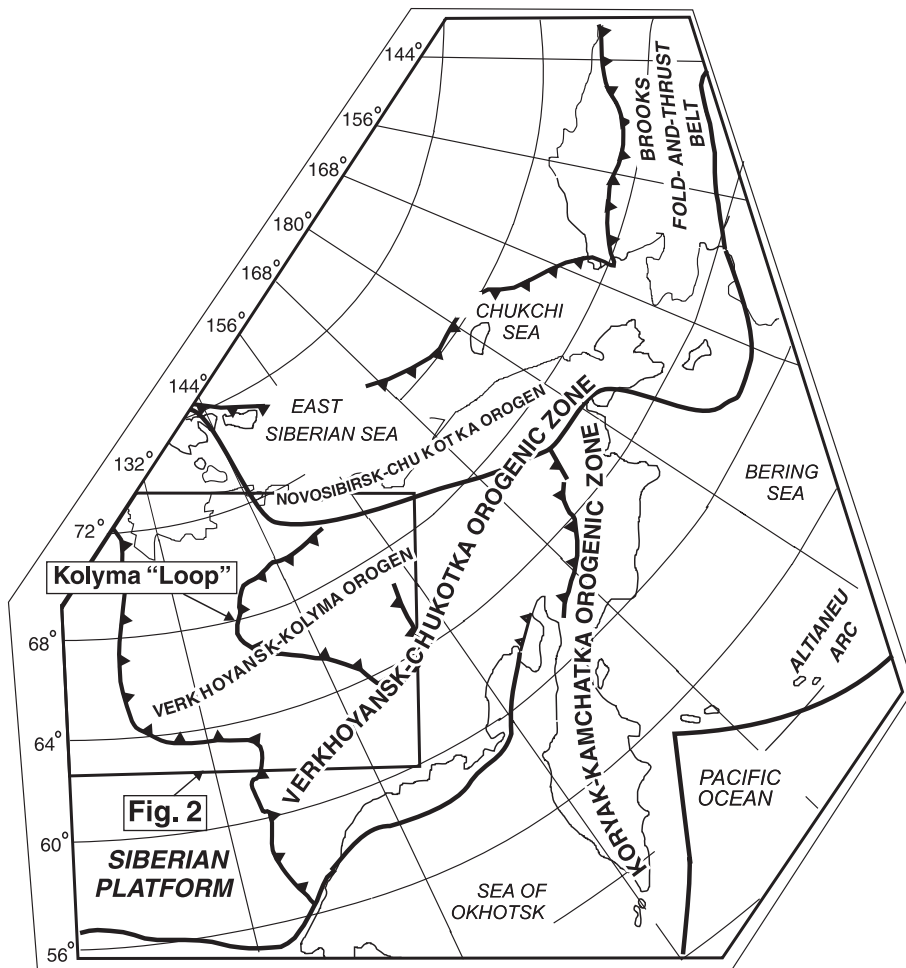 144°
156°
168°
180°
168°
156°
144°
132°
72°
68°
64°
60°
56°
BROOKS
FOLD-AND-THRUST
BELT
CHUKCHI
SEA
EAST
SIBERIAN SEA
NOVOSIBIRSK-CHUKOTKA OROGEN
BERING
SEA
Kolyma “Loop”
VERKHOYANSK-KOLYMA OROGEN
VERKHOYANSK-CHUKOTKA OROGENIC ZONE
KORYAK-KAMCHATKA OROGENIC ZONE
ALTIANEU
ARC
PACIFIC
OCEAN
Fig. 2
SIBERIAN
PLATFORM
SEA OF
OKHOTSK